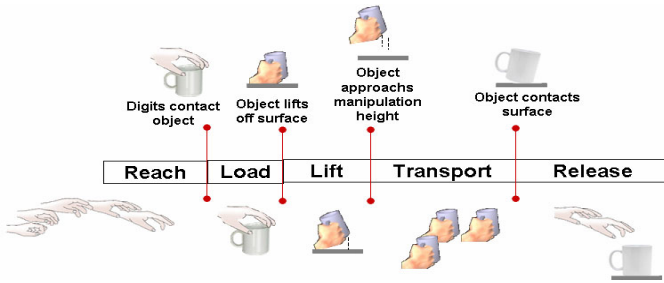 Digits contact
object
Object lifts
off surface
Object
approachs
manipulation
height
Object contacts
surface
Reach
Load
Lift
Transport
Release